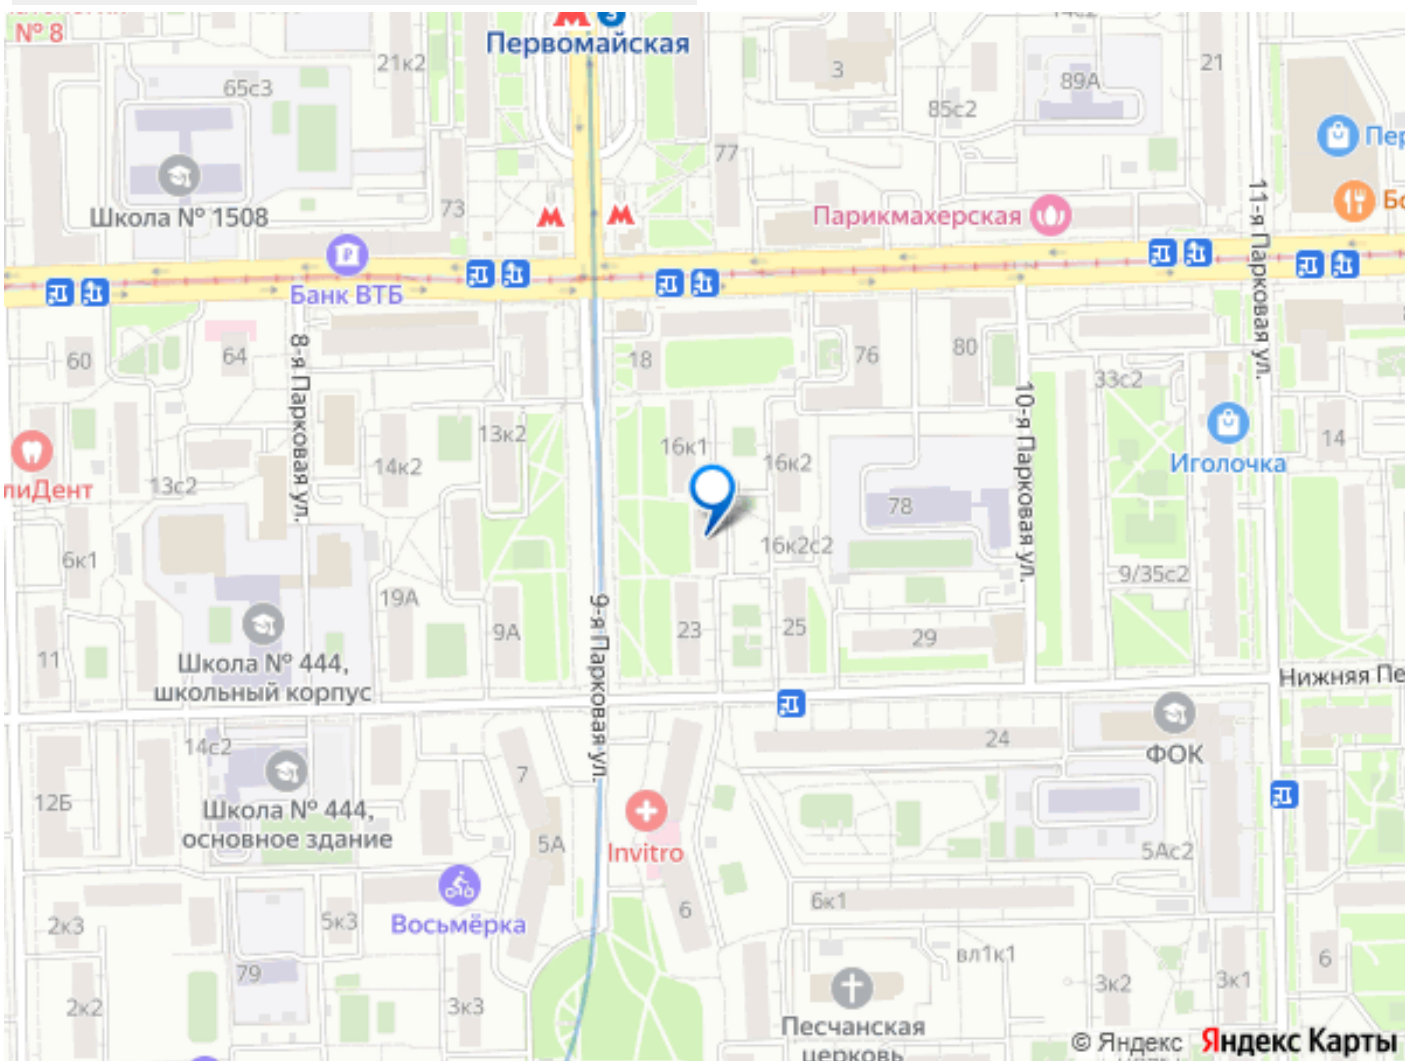 № 8
Первомайская
21к2
65с3
3
89А
21
85с2
77
Школа № 1508
73
Парикмахерская
11-я Парковая ул.
Банк ВТБ
60
64
8-я Парковая ул.
18
76
80
33с2
10-я Парковая ул.
13к2
16к1
16к2
14к2
13с2
14
Иголочка
лиДент
78
6к1
16к2с2
9/35с2
19А
9А
9-я Парковая ул.
23
25
29
11
Школа № 444,
школьный корпус
Нижняя Пе
14с2
24
ФОК
7
12Б
Школа № 444,
основное здание
5А
Invitro
5Ас2
Восьмёрка
5к3
2к3
6
6к1
вл1к1
79
6
2к2
3к3
3к2
3к1
Песчанская
церковь
© Яндекс Яндекс Карты